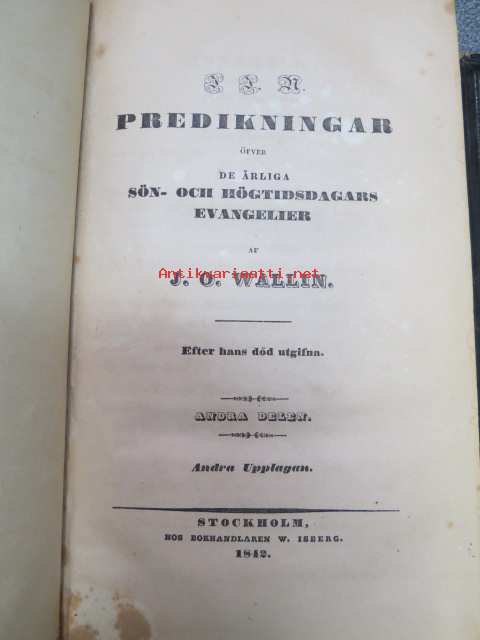 PREDIKNINGAR
ÖFVER
DE ÅRLIGA
SÖN- OCH HÖGTIDSDAGARS
EVANGELIER
AF
Antikvariaatti.net
J. O. WALLIN.
Efter hans död utgifna.
ANDRA DELEN.
Andra Upplagan.
STOCKHOLM,
HOS BOKHANDLAREN W. ISBERG.
1842.